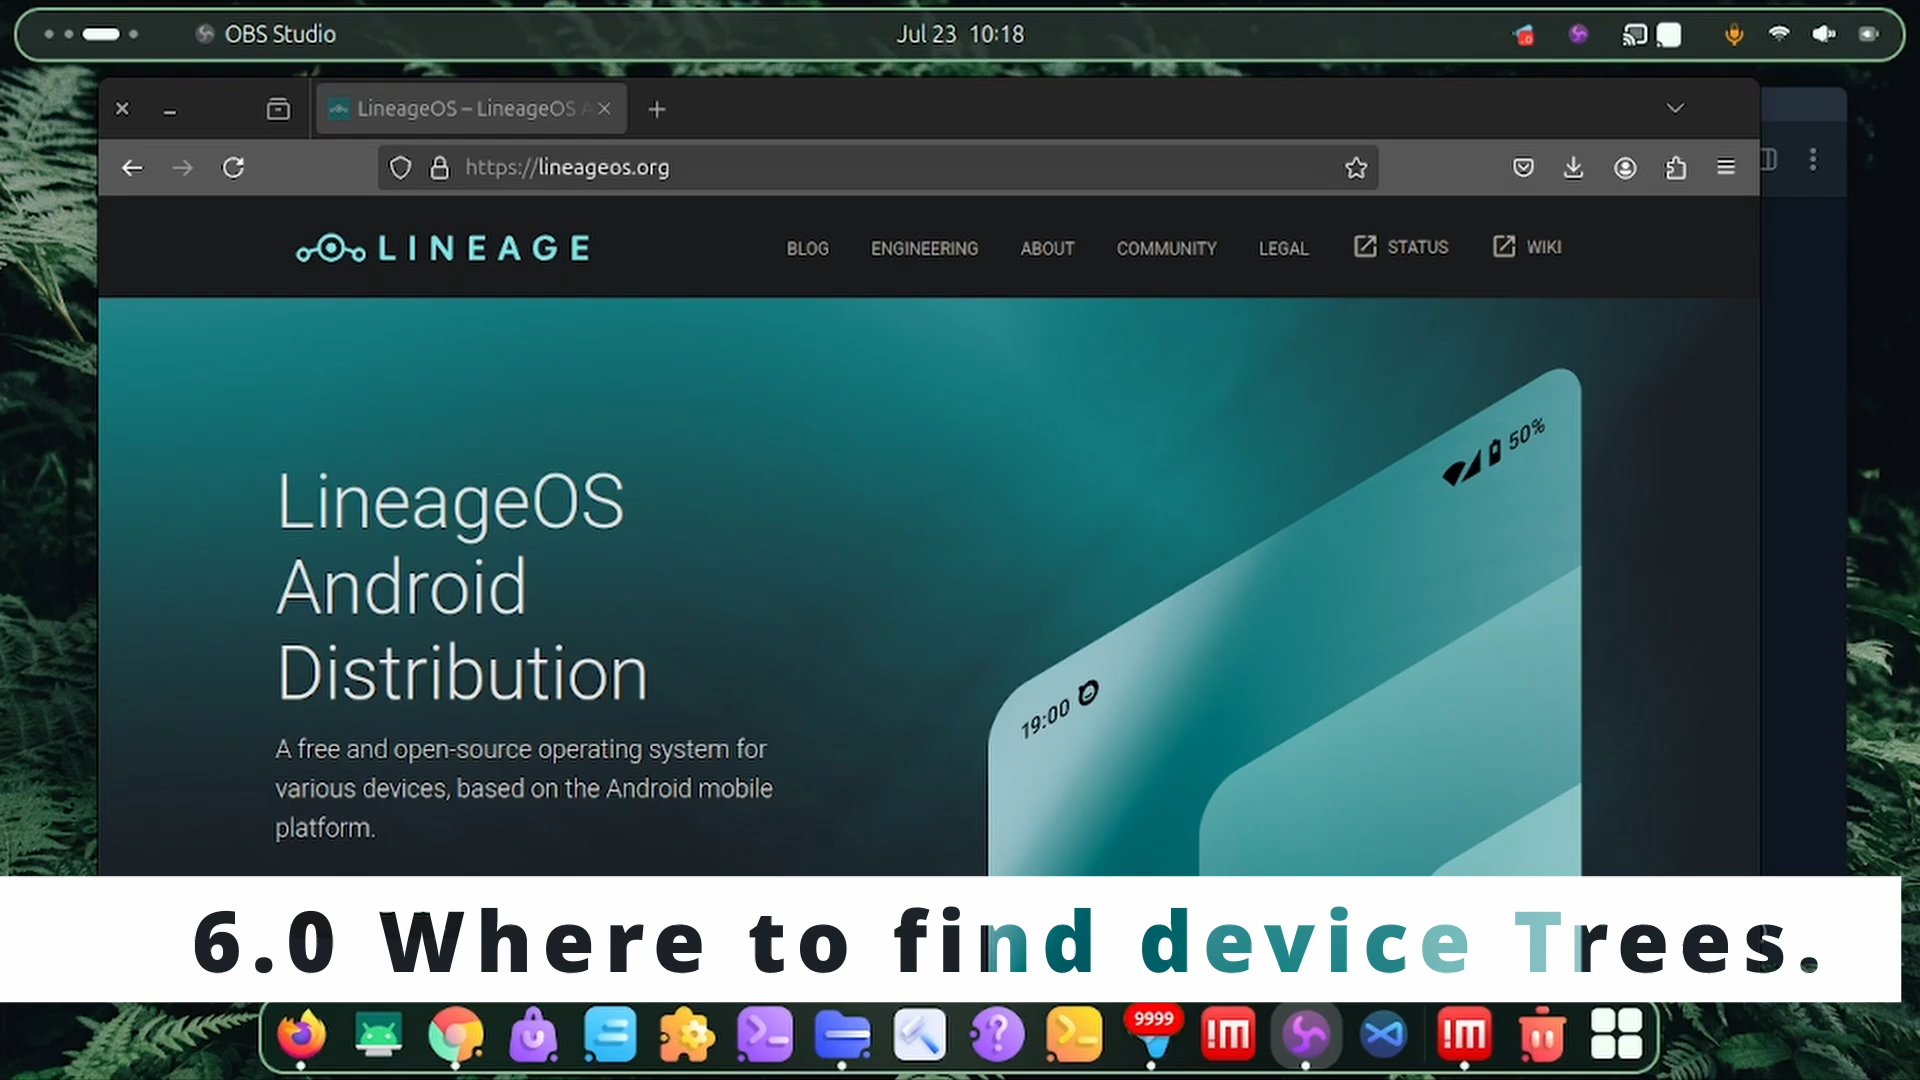 OBS Studio
Jul 23 10:18
LineageOS – LineageOS A
https://lineageos.org
LINEAGE
BLOG
ENGINEERING
ABOUT
COMMUNITY
LEGAL
STATUS
WIKI
50%
LineageOS
Android
Distribution
19:00
A free and open-source operating system for
various devices, based on the Android mobile
platform.
6.0 Where to find device Trees.
9999
!M
!M